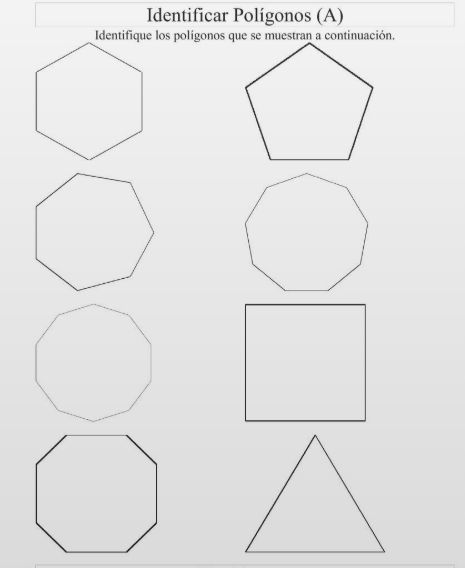 Identificar Polígonos (A)
Identifique los polígonos que se muestran a continuación.